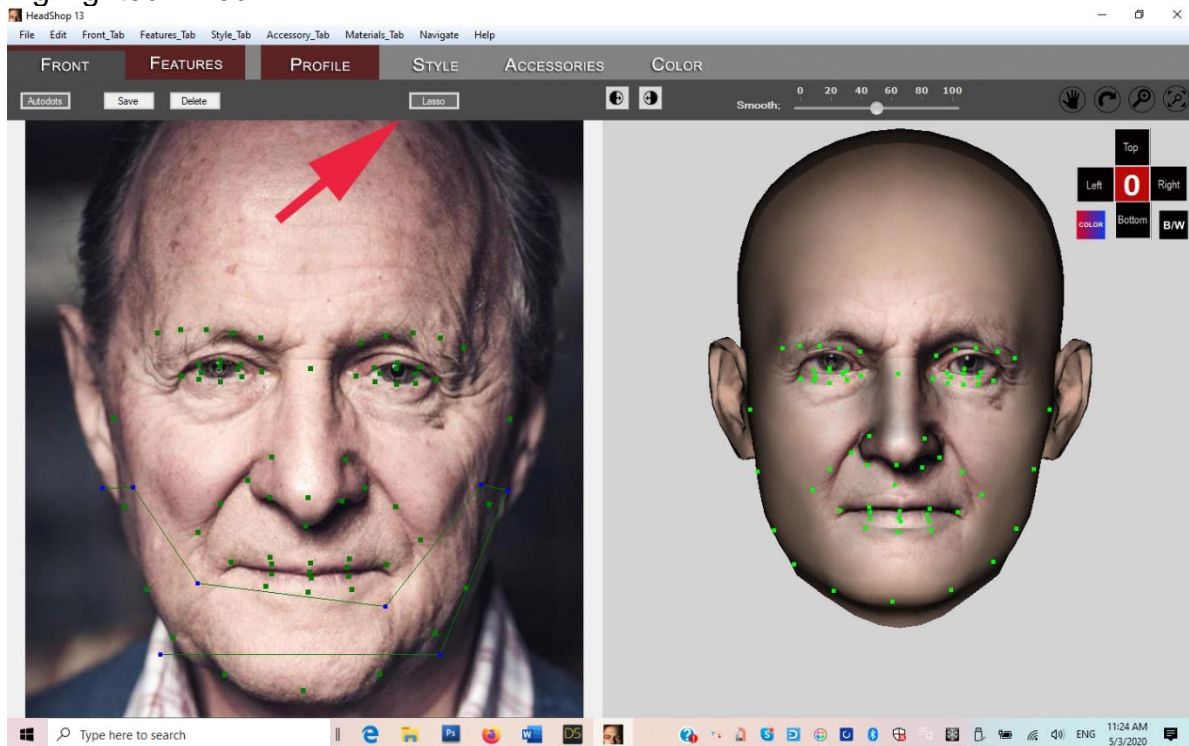 HeadShop 13
File Edit Front_Tab Features_Tab Style_Tab Accessory_Tab Materials_Tab Navigate Help
FRONT FEATURES PROFILE STYLE ACCESSORIES COLOR
Autodots Save Delete Lasso Smooth; 0 20 40 60 80 100
Top
Left 0 Right
COLOR Bottom B/W
Type here to search Ps W DS S D ENG 11:24 AM
5/3/2020